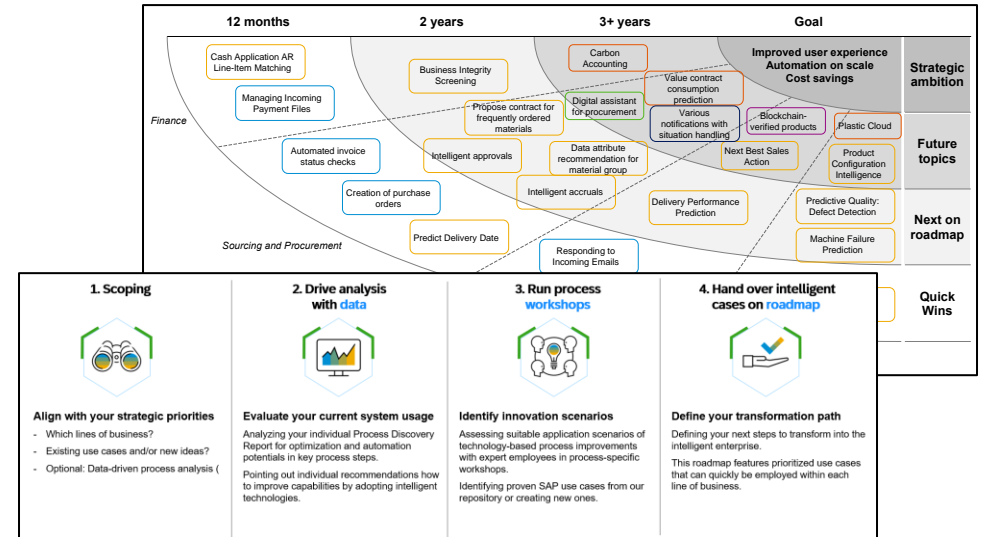 12 months
2 years
3+ years
Goal
Finance
Cash Application AR
Line-Item Matching
Managing Incoming
Payment Files
Automated invoice
status checks
Creation of purchase
orders
Predict Delivery Date
Sourcing and Procurement
Business Integrity
Screening
Propose contract for
frequently ordered
materials
Intelligent approvals
Intelligent accruals
Data attribute
recommendation for
material group
Responding to
Incoming Emails
Carbon
Accounting
Digital assistant
for procurement
Value contract
consumption
prediction
Various
notifications with
situation handling
Blockchain-
verified products
Next Best Sales
Action
Delivery Performance
Prediction
Plastic Cloud
Product
Configuration
Intelligence
Predictive Quality:
Defect Detection
Machine Failure
Prediction
Improved user experience
Automation on scale
Cost savings
Strategic
ambition
Future
topics
Next on
roadmap
Quick
Wins
1. Scoping
Align with your strategic priorities
- Which lines of business?
- Existing use cases and/or new ideas?
- Optional: Data-driven process analysis (
2. Drive analysis
with data
Evaluate your current system usage
Analyzing your individual Process Discovery
Report for optimization and automation
potentials in key process steps.
Pointing out individual recommendations how
to improve capabilities by adopting intelligent
technologies.
3. Run process
workshops
Identify innovation scenarios
Assessing suitable application scenarios of
technology-based process improvements
with expert employees in process-specific
workshops.
Identifying proven SAP use cases from our
repository or creating new ones.
4. Hand over intelligent
cases on roadmap
Define your transformation path
Defining your next steps to transform into the
intelligent enterprise.
This roadmap features prioritized use cases
that can quickly be employed within each
line of business.